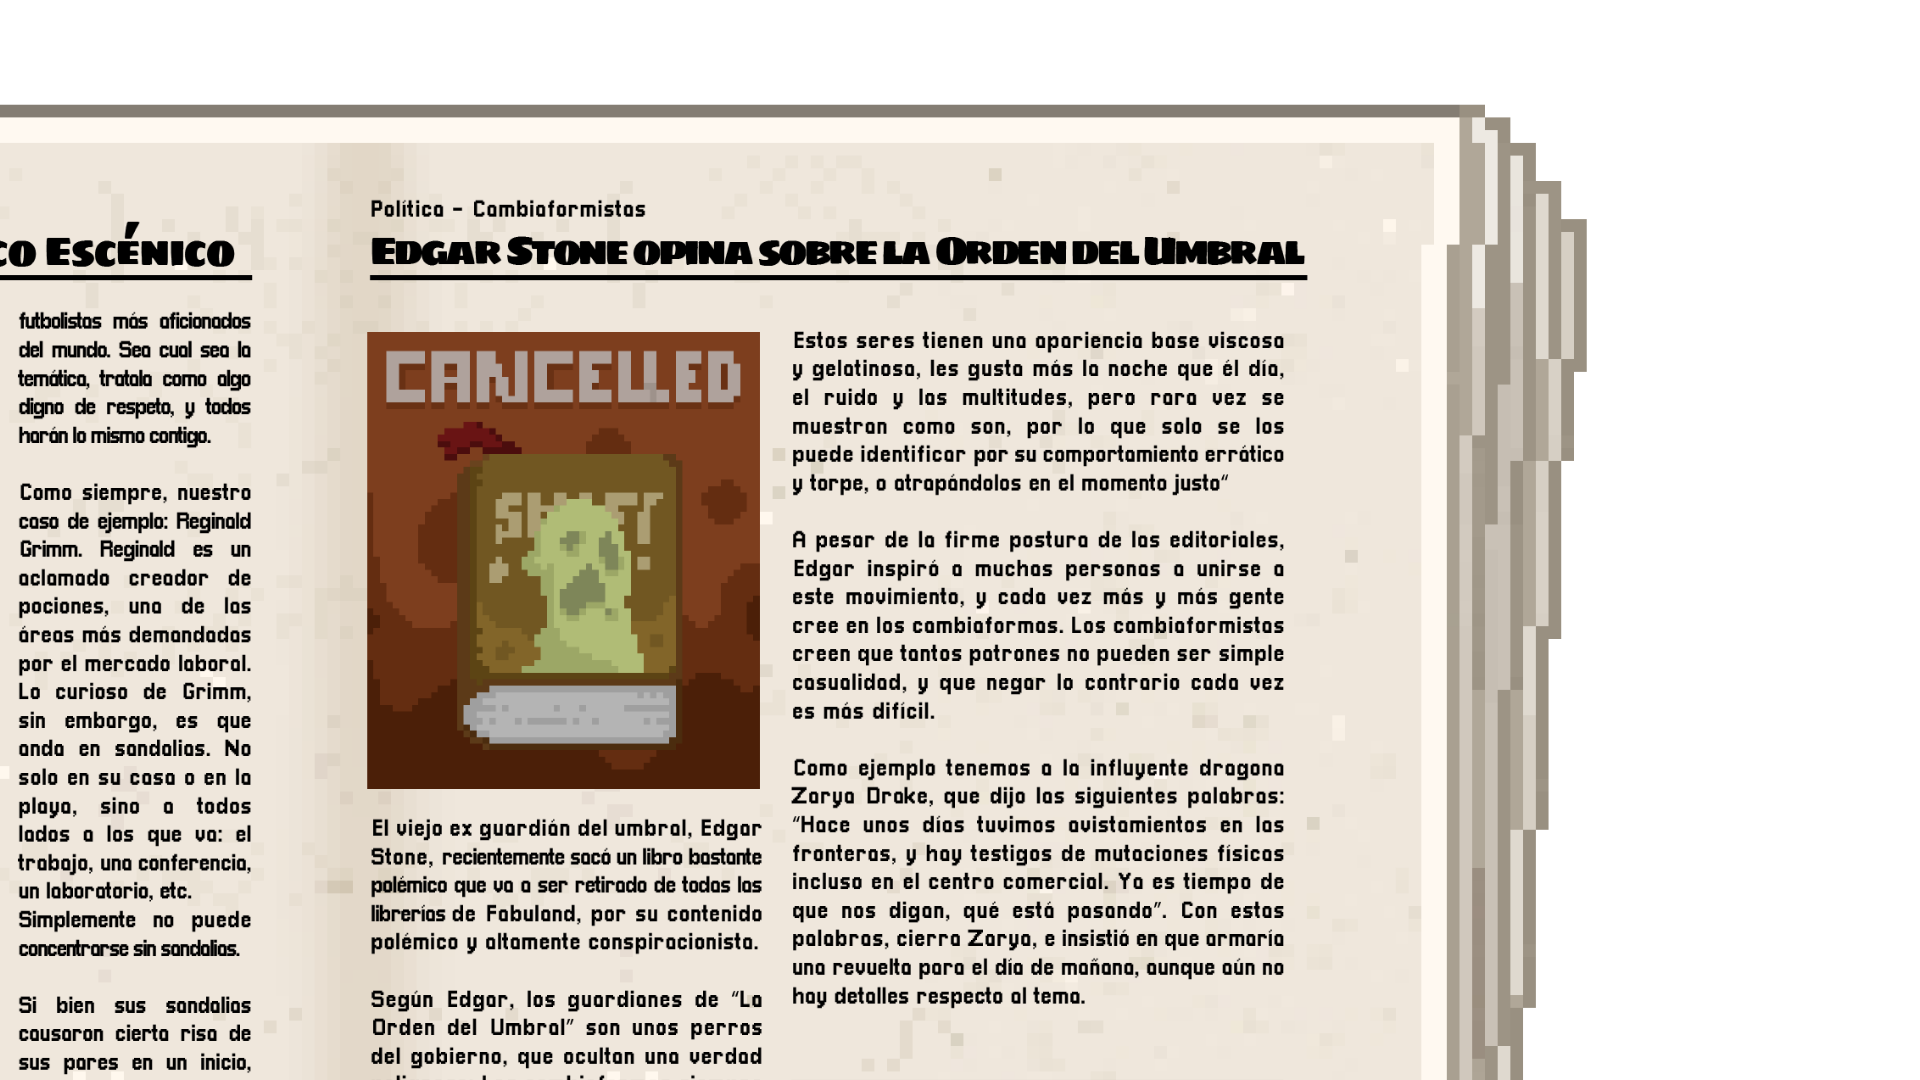 co Escénico
futbolistas más aficionados
del mundo. Sea cual sea la
temática, tratala como algo
digno de respeto, y todos
harán lo mismo contigo.
Como siempre, nuestro
caso de ejemplo: Reginald
Grimm. Reginald es un
aclamado creador de
pociones, una de las
áreas más demandadas
por el mercado laboral.
Lo curioso de Grimm,
sin embargo, es que
anda en sandalias. No
solo en su casa o en la
playa, sino a todos
lados a los que va: el
trabajo, una conferencia,
un laboratorio, etc.
Simplemente no puede
concentrarse sin sandalias.
Si bien sus sandalias
causaron cierta risa de
sus pares en un inicio,
Política - Cambiaformistas
Edgar Stone opina sobre la Orden del Umbral
CANCELLED
El viejo ex guardián del umbral, Edgar
Stone, recientemente sacó un libro bastante
polémico que va a ser retirado de todas las
librerías de Fabuland, por su contenido
polémico y altamente conspiracionista.
Según Edgar, los guardianes de "La
Orden del Umbral" son unos perros
del gobierno, que ocultan una verdad
Estos seres tienen una apariencia base viscosa
y gelatinosa, les gusta más la noche que él día,
el ruido y las multitudes, pero rara vez se
muestran como son, por lo que solo se los
puede identificar por su comportamiento errático
y torpe, o atrapándolos en el momento justo"
A pesar de la firme postura de las editoriales,
Edgar inspiró a muchas personas a unirse a
este movimiento, y cada vez más y más gente
cree en los cambiaformas. Los cambiaformistas
creen que tantos patrones no pueden ser simple
casualidad, y que negar lo contrario cada vez
es más difícil.
Como ejemplo tenemos a la influyente dragona
Zarya Drake, que dijo las siguientes palabras:
"Hace unos días tuvimos avistamientos en las
fronteras, y hay testigos de mutaciones físicas
incluso en el centro comercial. Ya es tiempo de
que nos digan, qué está pasando". Con estas
palabras, cierra Zarya, e insistió en que armaría
una revuelta para el día de mañana, aunque aún no
hay detalles respecto al tema.